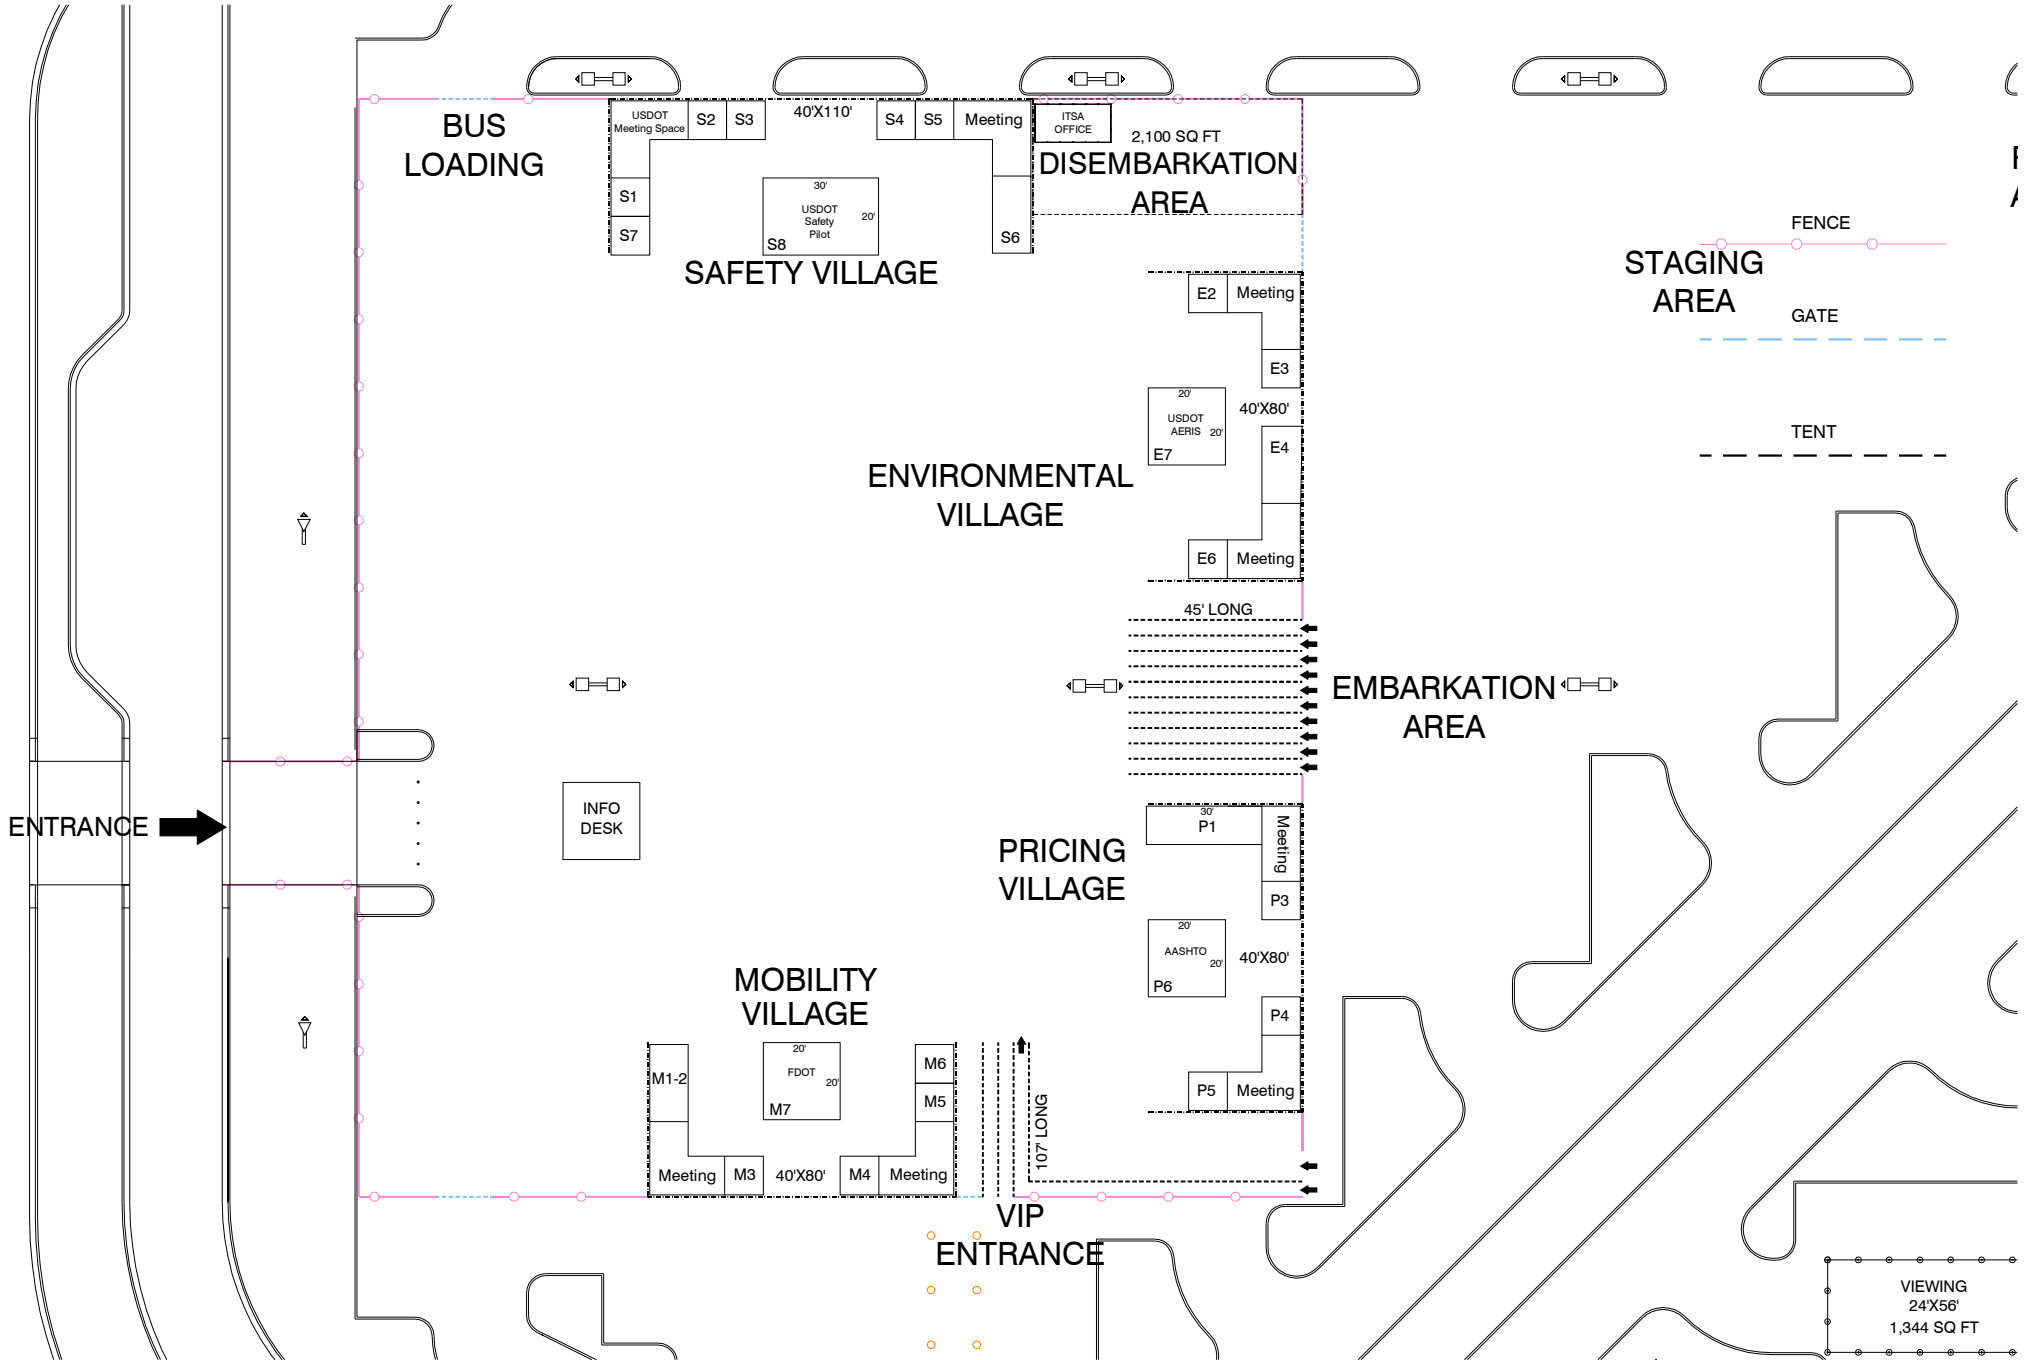 BUS
LOADING
USDOT
Meeting Space
S2
S3
40'X110'
S4
S5
Meeting
ITSA
OFFICE
2,100 SQ FT
DISEMBARKATION
AREA
S1
S7
30'
USDOT
Safety
Pilot
20'
S8
S6
SAFETY VILLAGE
FENCE
STAGING
AREA
GATE
TENT
E2
Meeting
E3
20'
USDOT
AERIS
20'
E7
40'X80'
E4
ENVIRONMENTAL
VILLAGE
E6
Meeting
45' LONG
EMBARKATION
AREA
ENTRANCE
INFO
DESK
PRICING
VILLAGE
30'
P1
Meeting
P3
20'
AASHTO
20'
P6
40'X80'
P4
P5
Meeting
MOBILITY
VILLAGE
M1-2
20'
FDOT
20'
M7
M6
M5
Meeting
M3
40'X80'
M4
Meeting
107' LONG
VIP
ENTRANCE
VIEWING
24'X56'
1,344 SQ FT